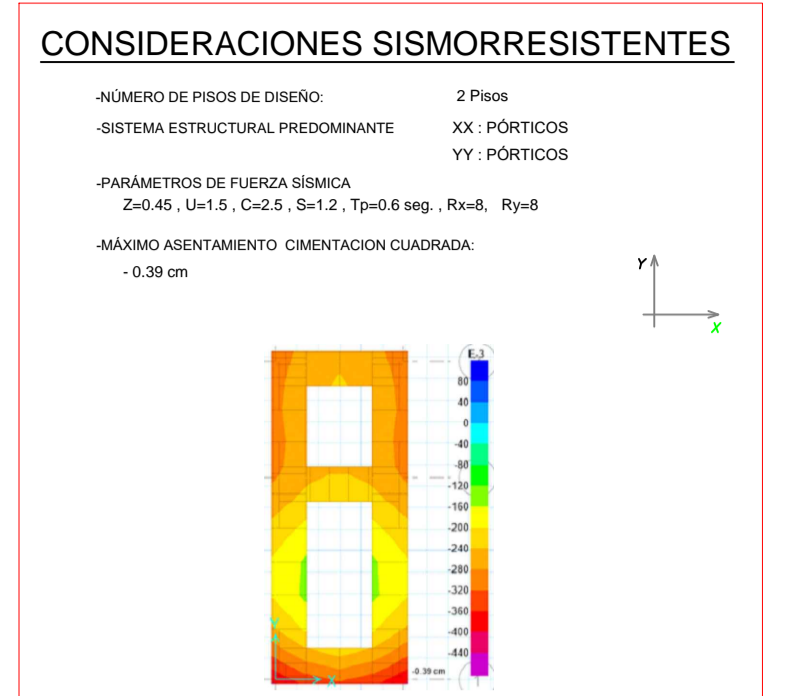 CONSIDERACIONES SISMORRESISTENTES
-NÚMERO DE PISOS DE DISEÑO: 2 Pisos
-SISTEMA ESTRUCTURAL PREDOMINANTE XX : PÓRTICOS
YY : PÓRTICOS
-PARÁMETROS DE FUERZA SÍSMICA
Z=0.45 , U=1.5 , C=2.5 , S=1.2 , Tp=0.6 seg. , Rx=8, Ry=8
-MÁXIMO ASENTAMIENTO CIMENTACION CUADRADA:
- 0.39 cm
Y
X
E-3
80
40
0
-40
-80
-120
-160
-200
-240
-280
-320
-360
-400
-440
Y
X
-0.39 cm